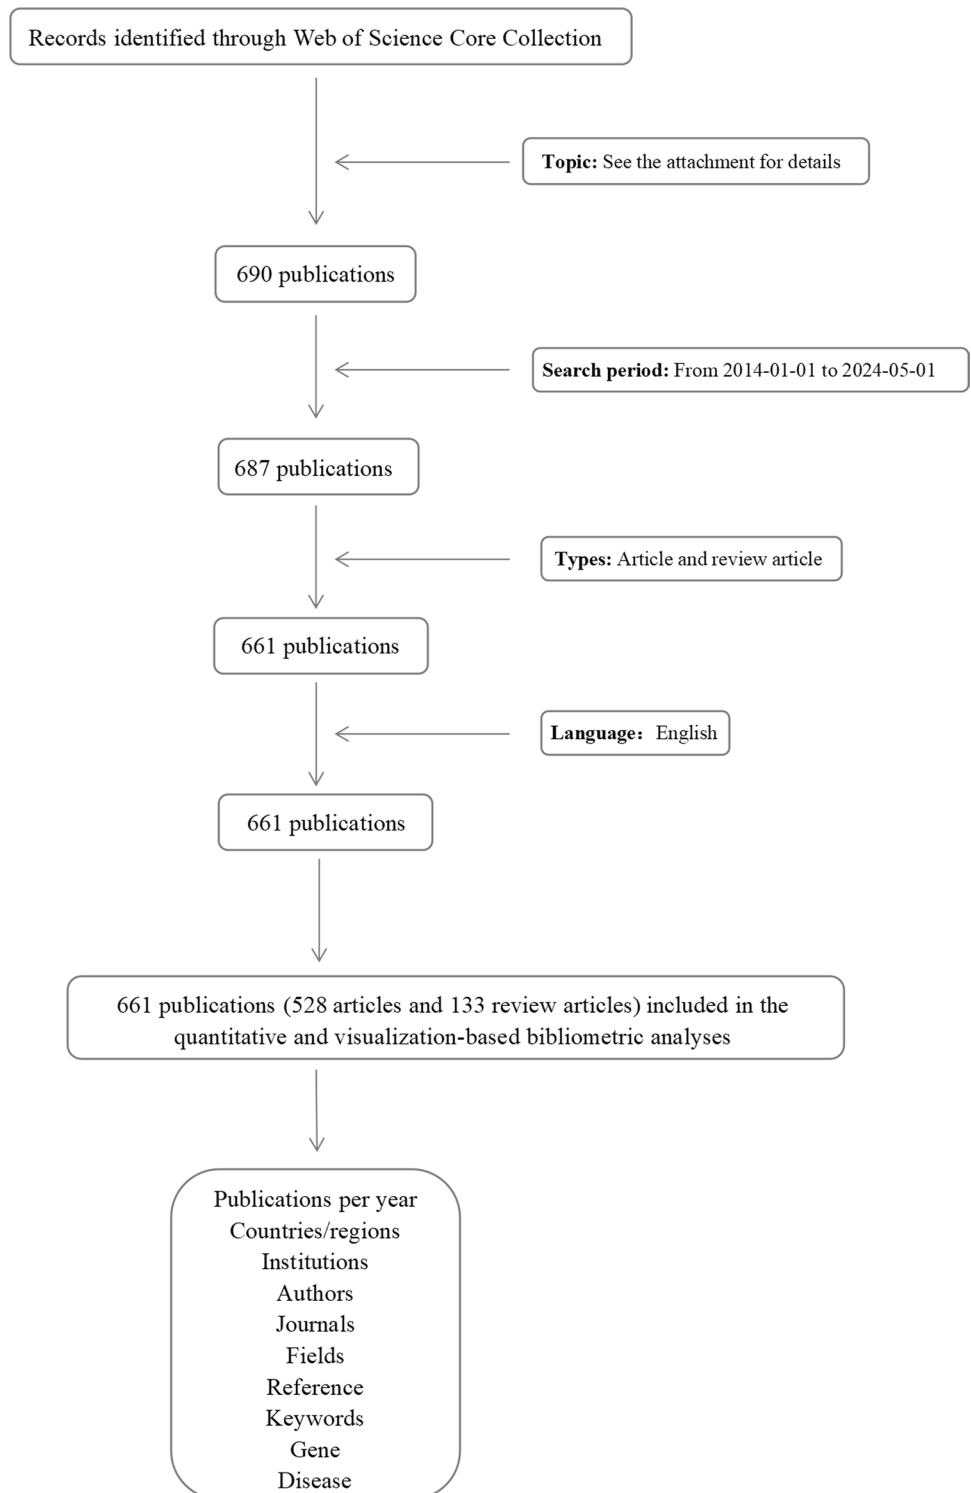 Records identified through Web of Science Core Collection
Topic: See the attachment for details
690 publications
Search period: From 2014-01-01 to 2024-05-01
687 publications
Types: Article and review article
661 publications
Language： English
661 publications
661 publications (528 articles and 133 review articles) included in the
quantitative and visualization-based bibliometric analyses
Publications per year
Countries/regions
Institutions
Authors
Journals
Fields
Reference
Keywords
Gene
Disease